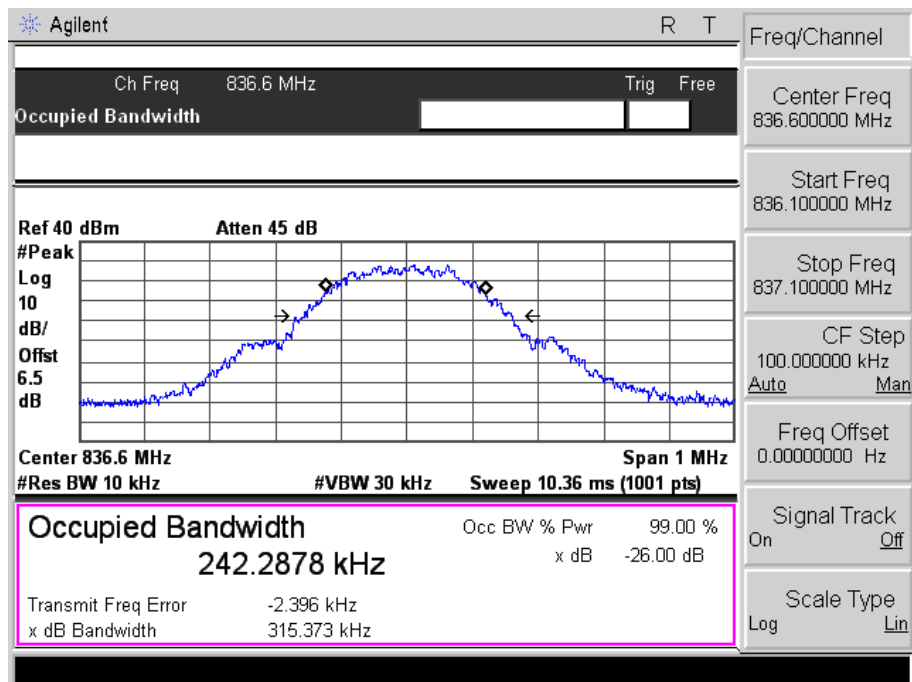 Agilent R T
Ch Freq 836.6 MHz Trig Free
Occupied Bandwidth
Ref 40 dBm Atten 45 dB
#Peak
Log
10
dB/
Offst
6.5
dB
Center 836.6 MHz Span 1 MHz
#Res BW 10 kHz #VBW 30 kHz Sweep 10.36 ms (1001 pts)
Occupied Bandwidth Occ BW % Pwr 99.00 %
242.2878 kHz x dB -26.00 dB
Transmit Freq Error -2.396 kHz
x dB Bandwidth 315.373 kHz
Freq/Channel
Center Freq
836.600000 MHz
Start Freq
836.100000 MHz
Stop Freq
837.100000 MHz
CF Step
100.000000 kHz
Auto Man
Freq Offset
0.00000000 Hz
Signal Track
On Off
Scale Type
Log Lin